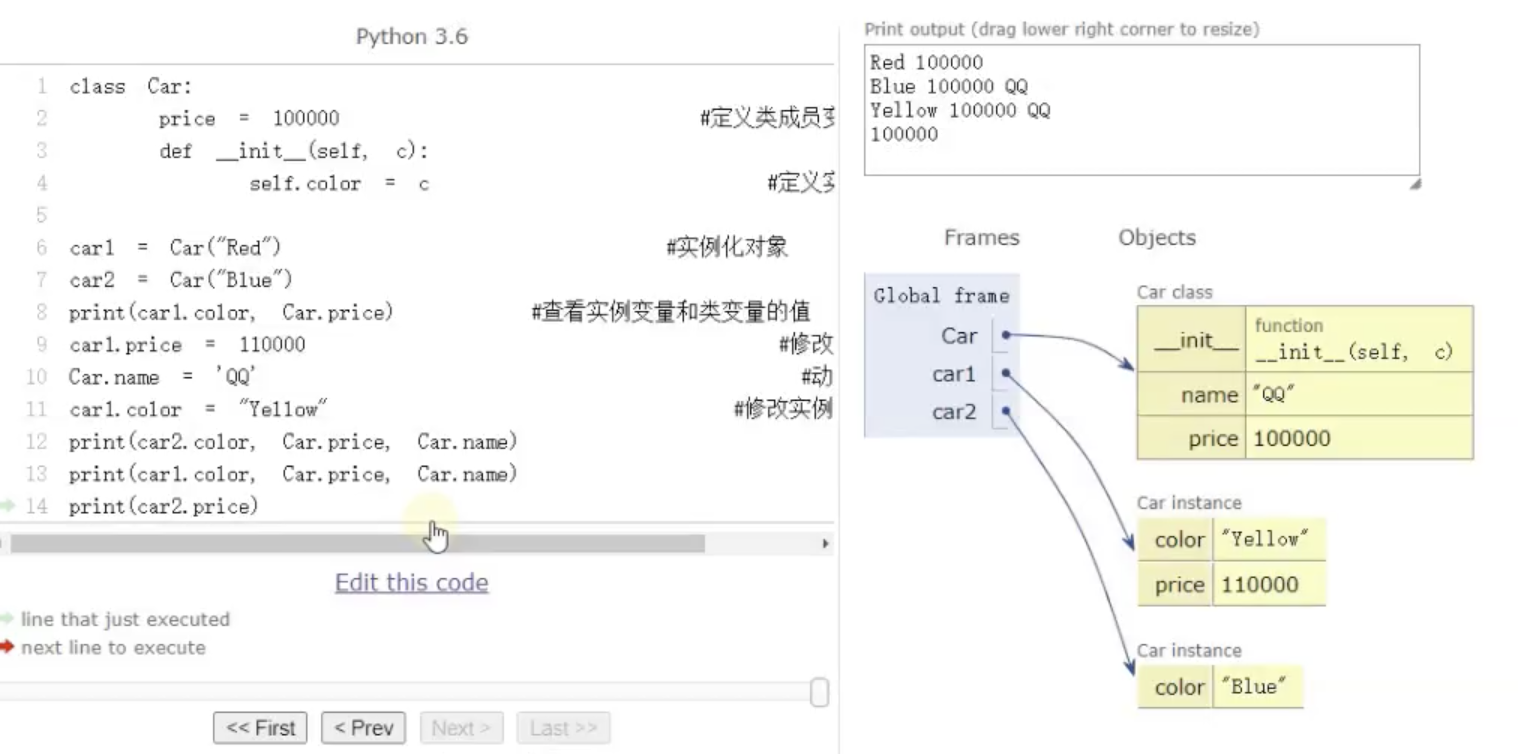 Python 3.6
1 class Car:
2 price = 100000 #定义类成员
3 def __init__(self, c):
4 self.color = c #定义
5
6 car1 = Car("Red") #实例化对象
7 car2 = Car("Blue")
8 print(car1.color, Car.price) #查看实例变量和类变量的值
9 car1.price = 110000 #修改
10 Car.name = 'QQ' #动
11 car1.color = "Yellow" #修改实例
12 print(car2.color, Car.price, Car.name)
13 print(car1.color, Car.price, Car.name)
14 print(car2.price)
Edit this code
line that just executed
next line to execute
<< First < Prev Next > Last >>
Print output (drag lower right corner to resize)
Red 100000
Blue 100000 QQ
Yellow 100000 QQ
100000
Frames Objects
Global frame
Car
car1
car2
Car class
__init__ function
__init__(self, c)
name "QQ"
price 100000
Car instance
color "Yellow"
price 110000
Car instance
color "Blue"